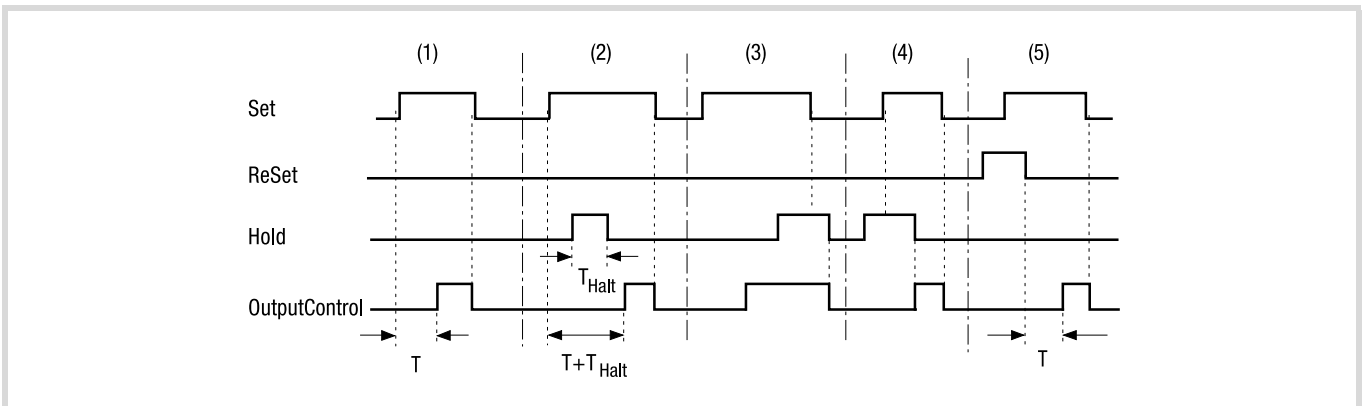 (1) (2) (3) (4) (5)
Set
ReSet
Hold
THalt
OutputControl
T T+THalt T